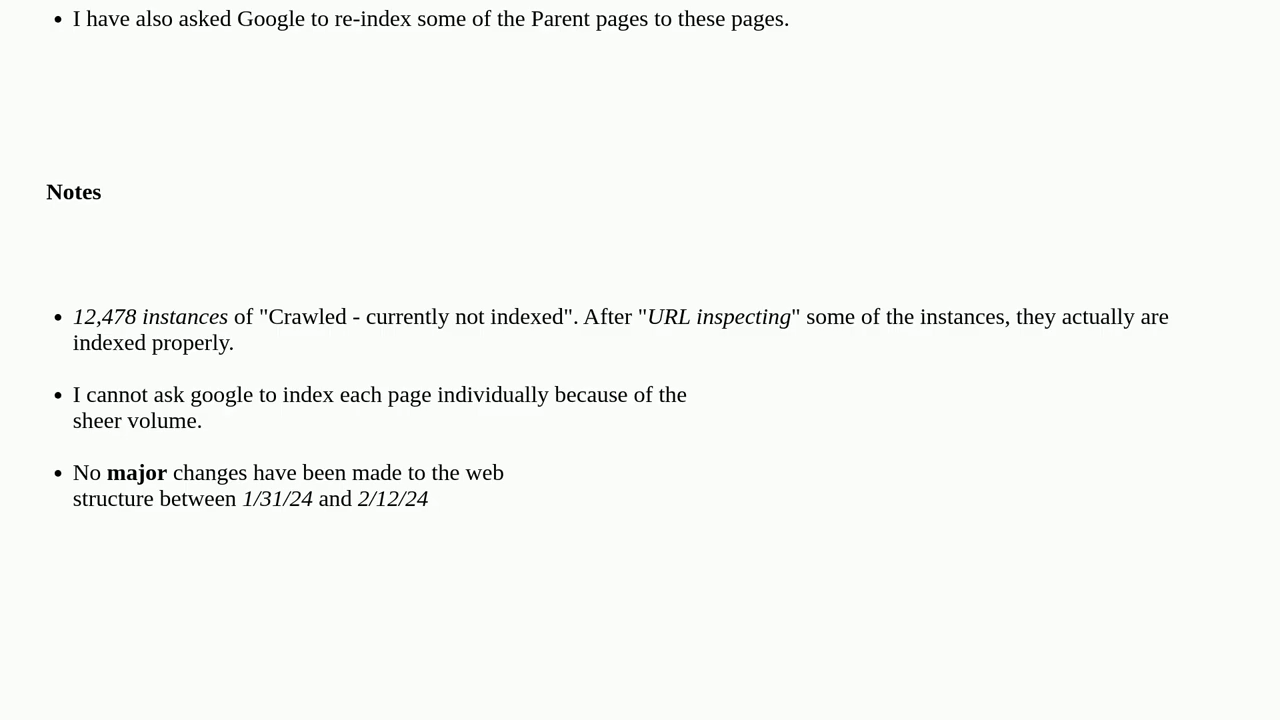 • I have also asked Google to re-index some of the Parent pages to these pages.
Notes
• 12,478 instances of "Crawled - currently not indexed". After "URL inspecting" some of the instances, they actually are
indexed properly.
• I cannot ask google to index each page individually because of the
sheer volume.
• No major changes have been made to the web
structure between 1/31/24 and 2/12/24